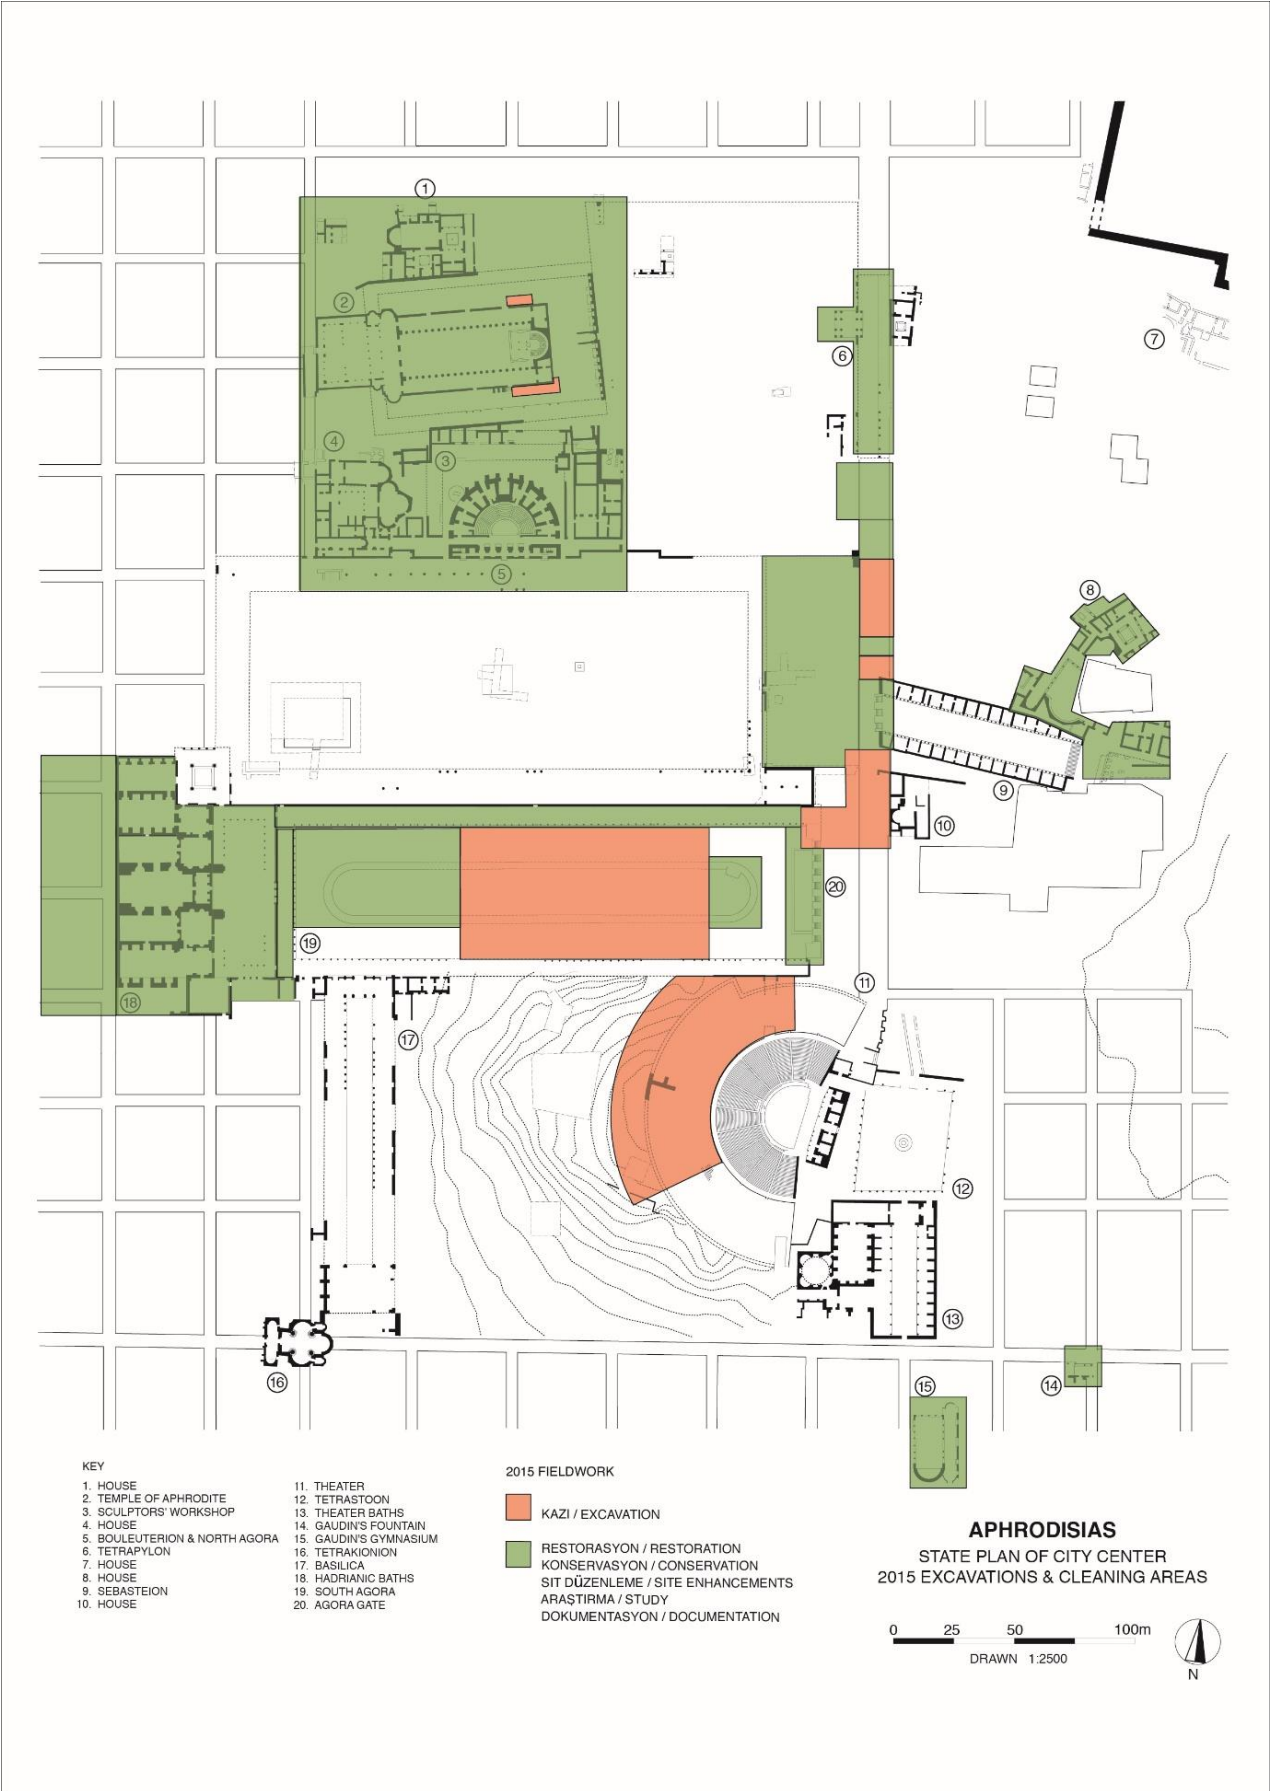 1
2
3
4
5
6
7
8
9
10
11
12
13
14
15
16
17
18
19
20
KEY
1. HOUSE
2. TEMPLE OF APHRODITE
3. SCULPTORS' WORKSHOP
4. HOUSE
5. BOULEUTERION & NORTH AGORA
6. TETRAPYLON
7. HOUSE
8. HOUSE
9. SEBASTEION
10. HOUSE
11. THEATER
12. TETRASTOON
13. THEATER BATHS
14. GAUDIN'S FOUNTAIN
15. GAUDIN'S GYMNASIUM
16. TETRAKIONION
17. BASILICA
18. HADRIANIC BATHS
19. SOUTH AGORA
20. AGORA GATE
2015 FIELDWORK
KAZI / EXCAVATION
RESTORASYON / RESTORATION
KONSERVASYON / CONSERVATION
SIT DÜZENLEME / SITE ENHANCEMENTS
ARAŞTIRMA / STUDY
DOKUMENTASYON / DOCUMENTATION
APHRODISIAS
STATE PLAN OF CITY CENTER
2015 EXCAVATIONS & CLEANING AREAS
0 25 50 100m
DRAWN 1:2500
N